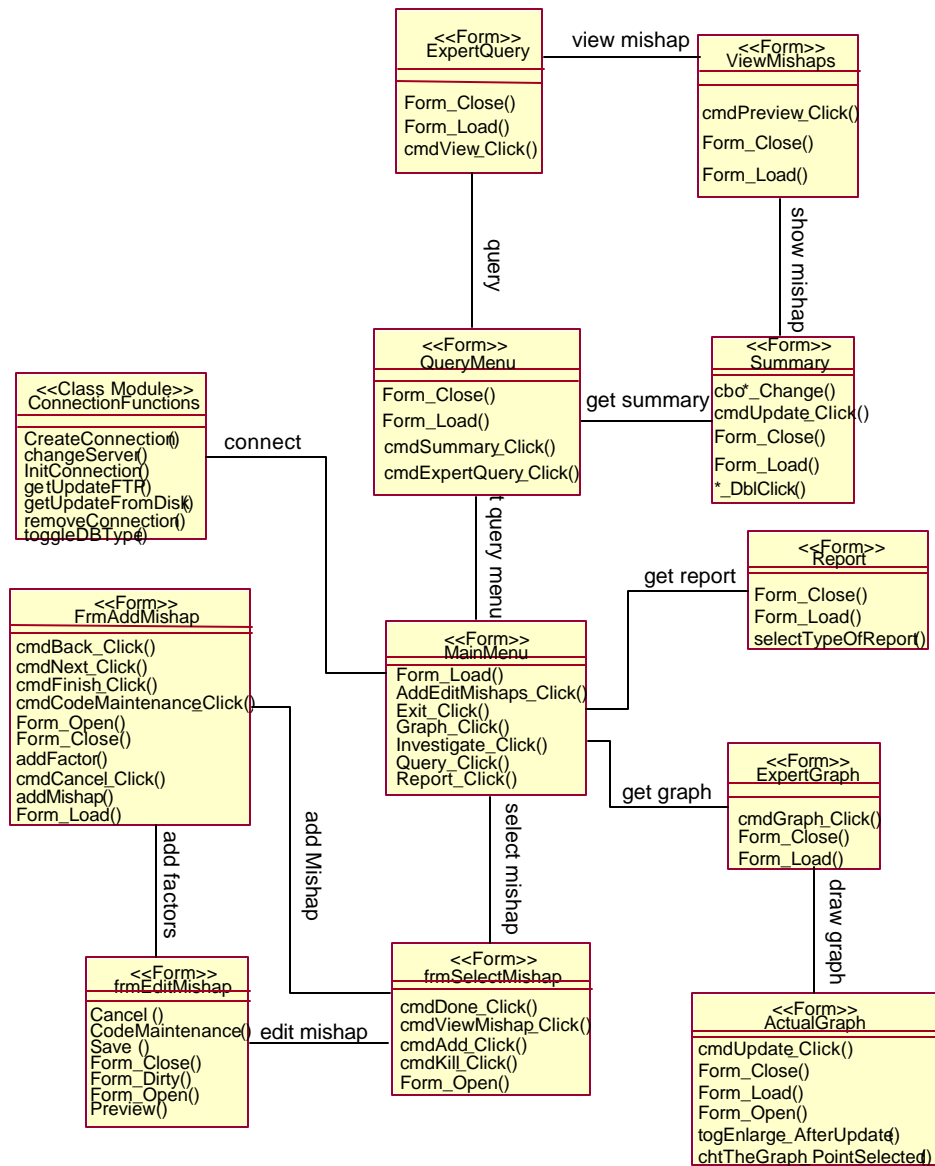 <<Form>>
ExpertQuery
Form_Close()
Form_Load()
cmdView_Click()
view mishap
<<Form>>
ViewMishaps
cmdPreview_Click()
Form_Close()
Form_Load()
query
show mishap
<<Form>>
QueryMenu
Form_Close()
Form_Load()
cmdSummary_Click()
cmdExpertQuery_Click()
get summary
<<Form>>
Summary
cbo*_Change()
cmdUpdate_Click()
Form_Close()
Form_Load()
*_DblClick()
<<Class Module>>
ConnectionFunctions
CreateConnection()
changeServer()
InitConnection()
getUpdateFTP()
getUpdateFromDisk()
removeConnection()
toggleDBType()
connect
t query menu
get report
<<Form>>
Report
Form_Close()
Form_Load()
selectTypeOfReport()
<<Form>>
FrmAddMishap
cmdBack_Click()
cmdNext_Click()
cmdFinish_Click()
cmdCodeMaintenance_Click()
Form_Open()
Form_Close()
addFactor()
cmdCancel_Click()
addMishap()
Form_Load()
<<Form>>
MainMenu
Form_Load()
AddEditMishaps_Click()
Exit_Click()
Graph_Click()
Investigate_Click()
Query_Click()
Report_Click()
get graph
<<Form>>
ExpertGraph
cmdGraph_Click()
Form_Close()
Form_Load()
add factors
add Mishap
select mishap
draw graph
<<Form>>
frmEditMishap
Cancel ()
CodeMaintenance()
Save ()
Form_Close()
Form_Dirty()
Form_Open()
Preview()
edit mishap
<<Form>>
frmSelectMishap
cmdDone_Click()
cmdViewMishap_Click()
cmdAdd_Click()
cmdKill_Click()
Form_Open()
<<Form>>
ActualGraph
cmdUpdate_Click()
Form_Close()
Form_Load()
Form_Open()
togEnlarge_AfterUpdate()
chtTheGraph_PointSelected()